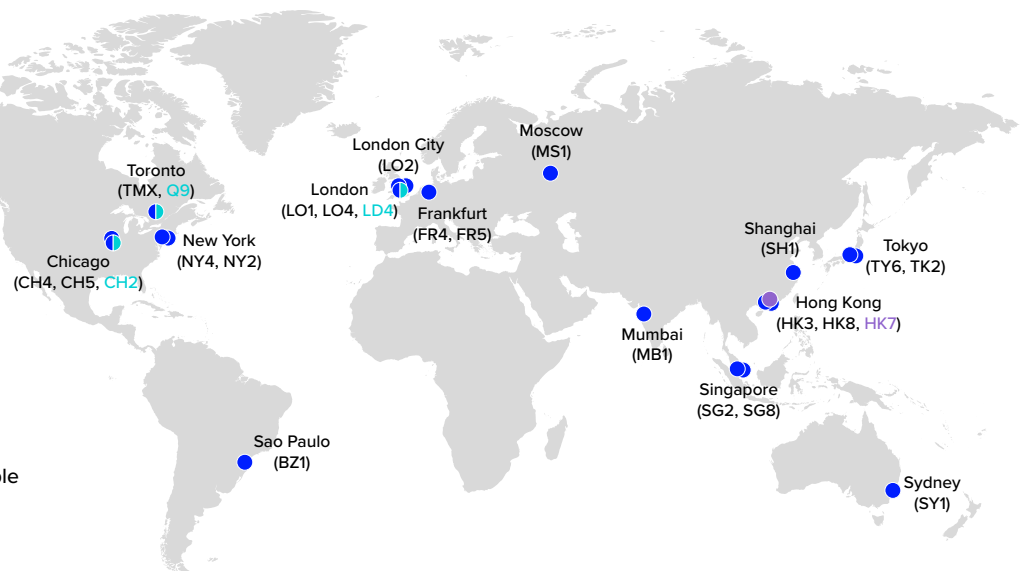 Moscow
(MS1)
London City
(LO2)
Toronto
(TMX, Q9)
London
(LO1, LO4, LD4)
Frankfurt
(FR4, FR5)
New York
(NY4, NY2)
Chicago
(CH4, CH5, CH2)
Shanghai
(SH1)
Tokyo
(TY6, TK2)
Hong Kong
(HK3, HK8, HK7)
Mumbai
(MB1)
Singapore
(SG2, SG8)
Sao Paulo
(BZ1)
Sydney
(SY1)